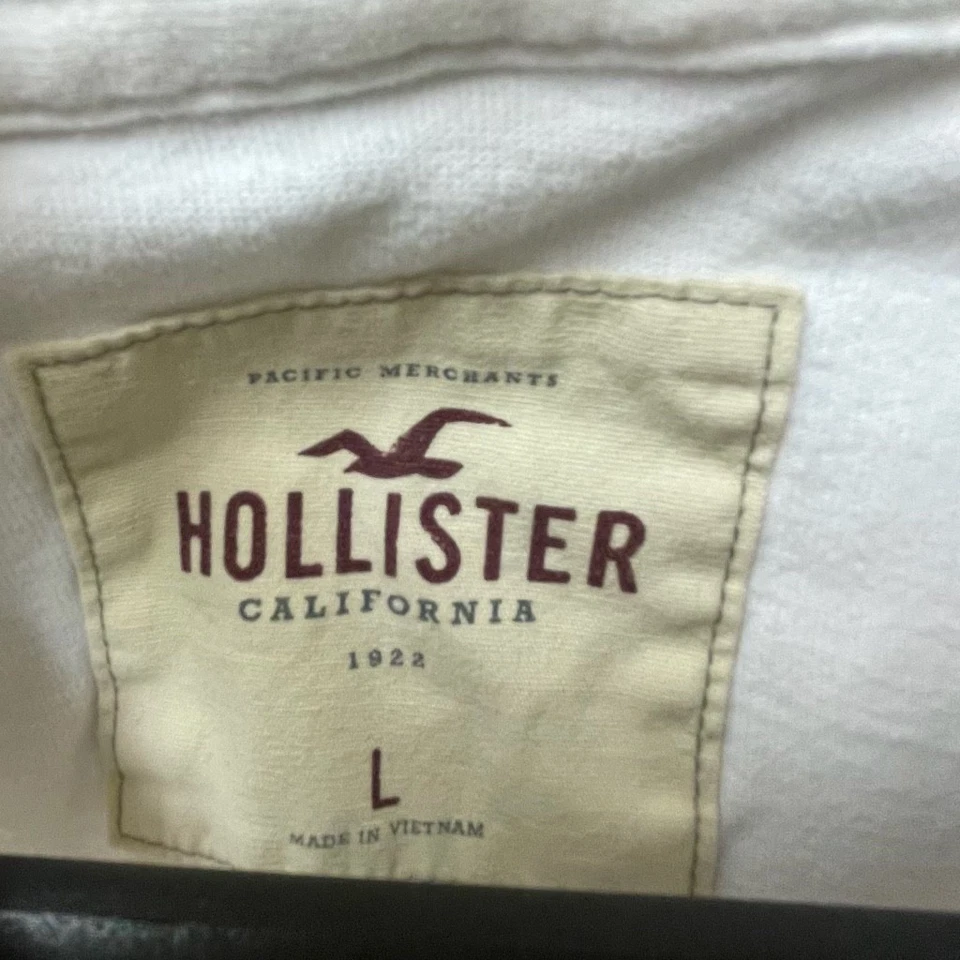 PACIFIC MERCHANTS
HOLLISTER
CALIFORNIA
1922
L
MADE IN VIETNAM